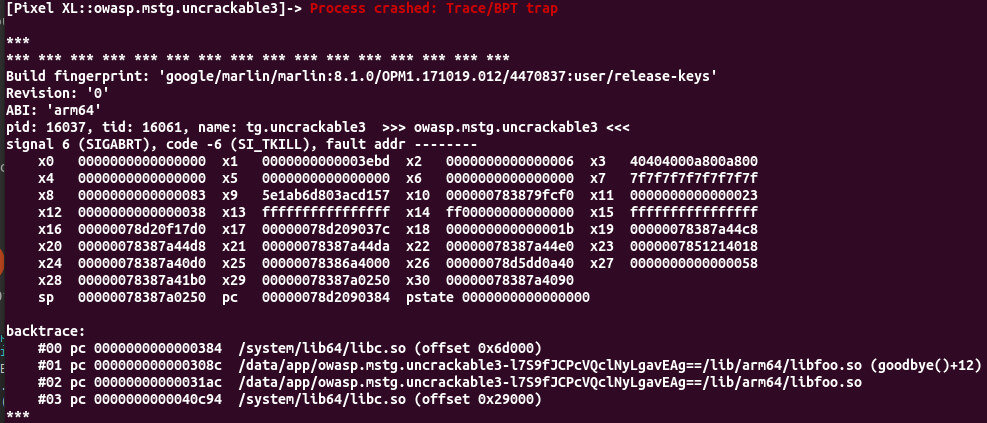 [Pixel XL::owasp.mstg.uncrackable3]-> Process crashed: Trace/BPT trap
***
*** *** *** *** *** *** *** *** *** *** *** *** *** *** *** ***
Build fingerprint: 'google/marlin/marlin:8.1.0/OPM1.171019.012/4470837:user/release-keys'
Revision: '0'
ABI: 'arm64'
pid: 16037, tid: 16061, name: tg.uncrackable3  >>> owasp.mstg.uncrackable3 <<<
signal 6 (SIGABRT), code -6 (SI_TKILL), fault addr --------
x0   0000000000000000  x1   0000000000003ebd  x2   0000000000000006  x3   40404000a800a800
x4   0000000000000000  x5   0000000000000000  x6   0000000000000000  x7   7f7f7f7f7f7f7f7f
x8   0000000000000083  x9   5e1ab6d803acd157  x10  000000783879fcf0  x11  0000000000000023
x12  0000000000000038  x13  ffffffffffffffff  x14  ff00000000000000  x15  ffffffffffffffff
x16  00000078d20f17d0  x17  00000078d209037c  x18  000000000000001b  x19  00000078387a44c8
x20  00000078387a44d8  x21  00000078387a44da  x22  00000078387a44e0  x23  0000007851214018
x24  00000078387a40d0  x25  00000078386a4000  x26  00000078d5dd0a40  x27  0000000000000058
x28  00000078387a41b0  x29  00000078387a0250  x30  00000078387a4090
sp   00000078387a0250  pc   00000078d2090384  pstate 0000000000000000
backtrace:
#00 pc 0000000000000384  /system/lib64/libc.so (offset 0x6d000)
#01 pc 000000000000308c  /data/app/owasp.mstg.uncrackable3-l7S9fJCPcVQclNyLgavEAg==/lib/arm64/libfoo.so (goodbye()+12)
#02 pc 00000000000031ac  /data/app/owasp.mstg.uncrackable3-l7S9fJCPcVQclNyLgavEAg==/lib/arm64/libfoo.so
#03 pc 0000000000040c94  /system/lib64/libc.so (offset 0x29000)
***